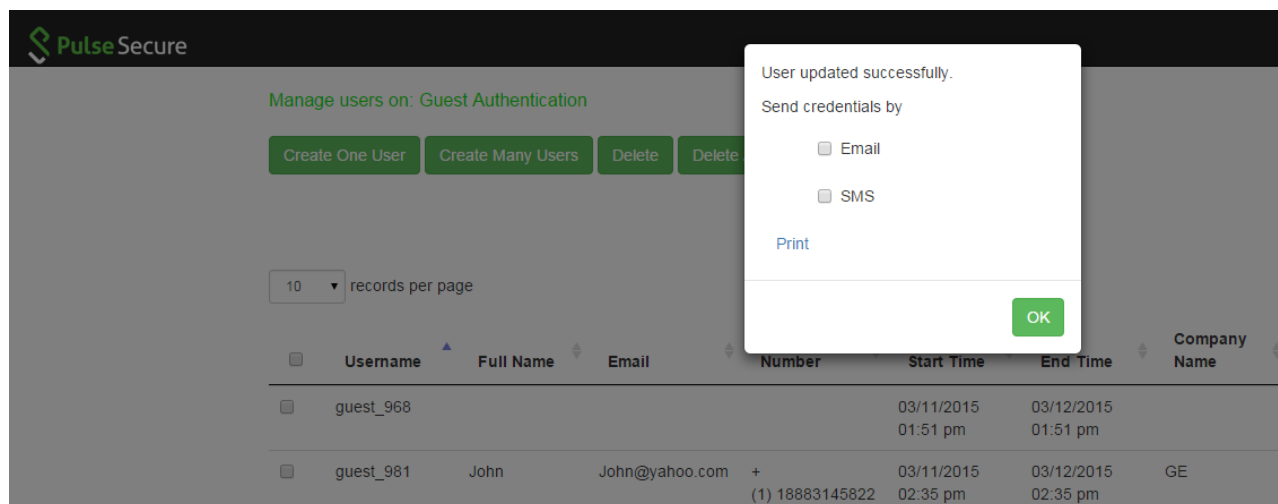 Pulse Secure
User updated successfully.
Manage users on: Guest Authentication
Send credentials by
Create One User Create Many Users Delete Delete
Email
SMS
Print
10 records per page
OK
Username Full Name Email Number Start Time End Time Company Name
guest_968 03/11/2015 03/12/2015
01:51 pm 01:51 pm
guest_981 John John@yahoo.com + 03/11/2015 03/12/2015 GE
(1) 18883145822 02:35 pm 02:35 pm